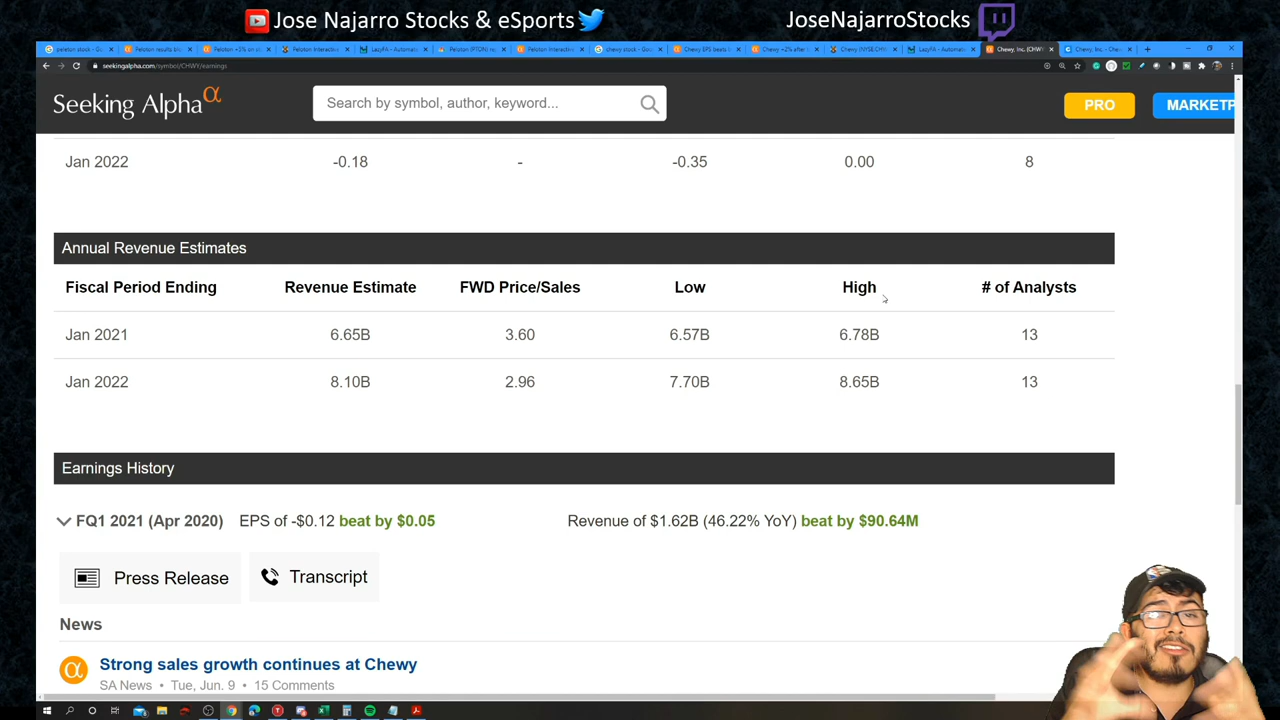 Jose Najarro Stocks & eSports
JoseNajarroStocks
seekingalpha.com/symbol/CHWY/earnings
Seeking Alpha α
Search by symbol, author, keyword...
PRO
MARKETP
Jan 2022 -0.18 - -0.35 0.00 8
Annual Revenue Estimates
Fiscal Period Ending Revenue Estimate FWD Price/Sales Low High # of Analysts
Jan 2021 6.65B 3.60 6.57B 6.78B 13
Jan 2022 8.10B 2.96 7.70B 8.65B 13
Earnings History
FQ1 2021 (Apr 2020) EPS of -$0.12 beat by $0.05 Revenue of $1.62B (46.22% YoY) beat by $90.64M
Press Release Transcript
News
Strong sales growth continues at Chewy
SA News • Tue, Jun. 9 • 15 Comments